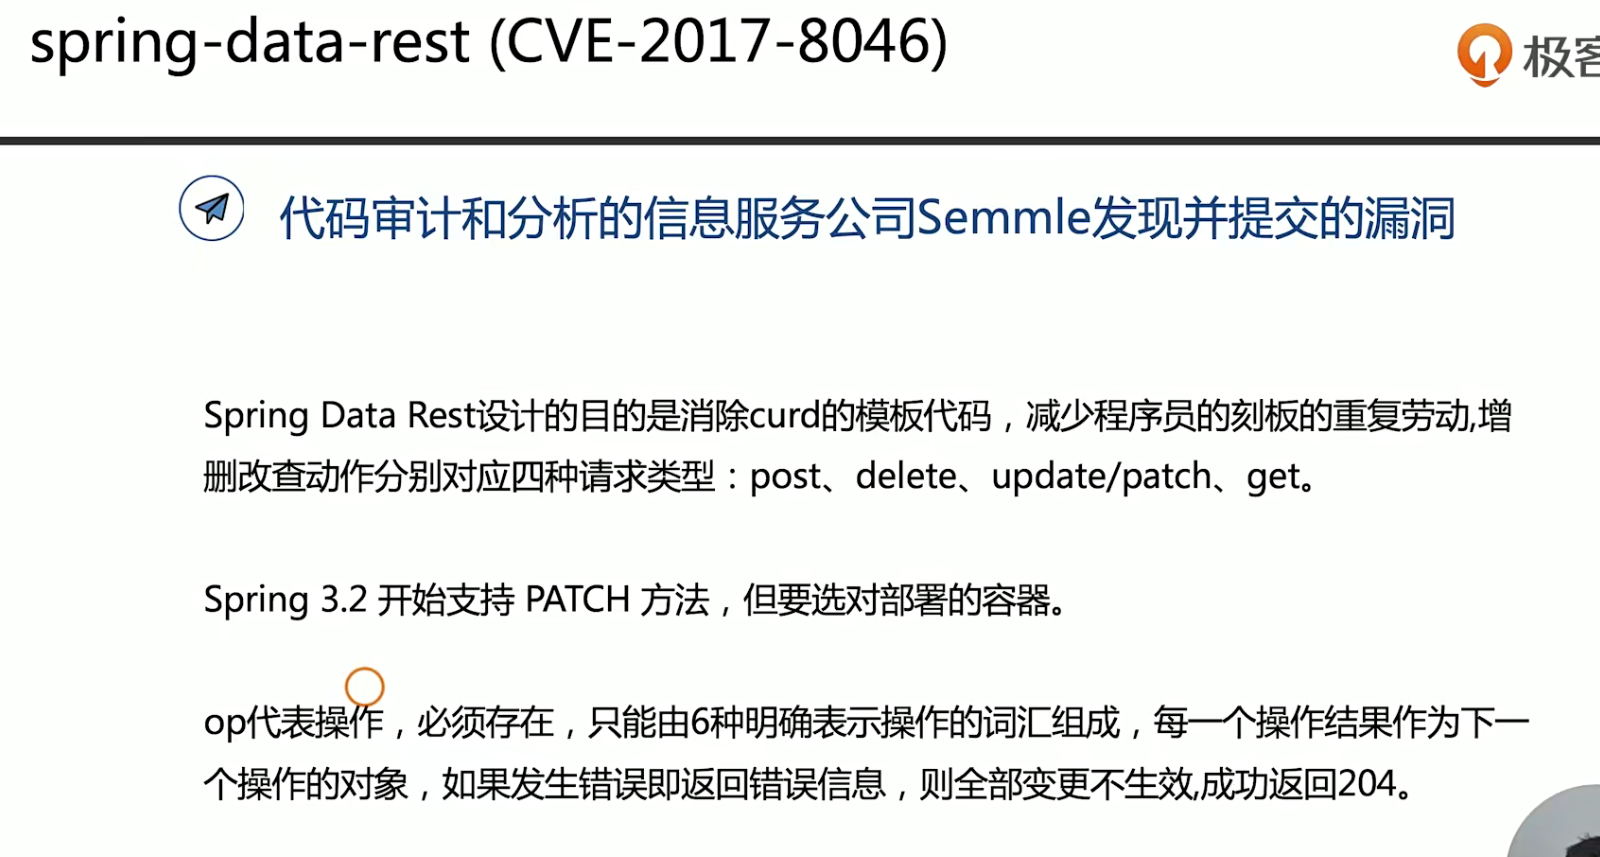 spring-data-rest (CVE-2017-8046)
极客
代码审计和分析的信息服务公司Semmle发现并提交的漏洞
Spring Data Rest设计的目的是消除curd的模板代码，减少程序员的刻板的重复劳动,增
删改查动作分别对应四种请求类型：post、delete、update/patch、get。
Spring 3.2 开始支持 PATCH 方法，但要选对部署的容器。
op代表操作，必须存在，只能由6种明确表示操作的词汇组成，每一个操作结果作为下一
个操作的对象，如果发生错误即返回错误信息，则全部变更不生效,成功返回204。